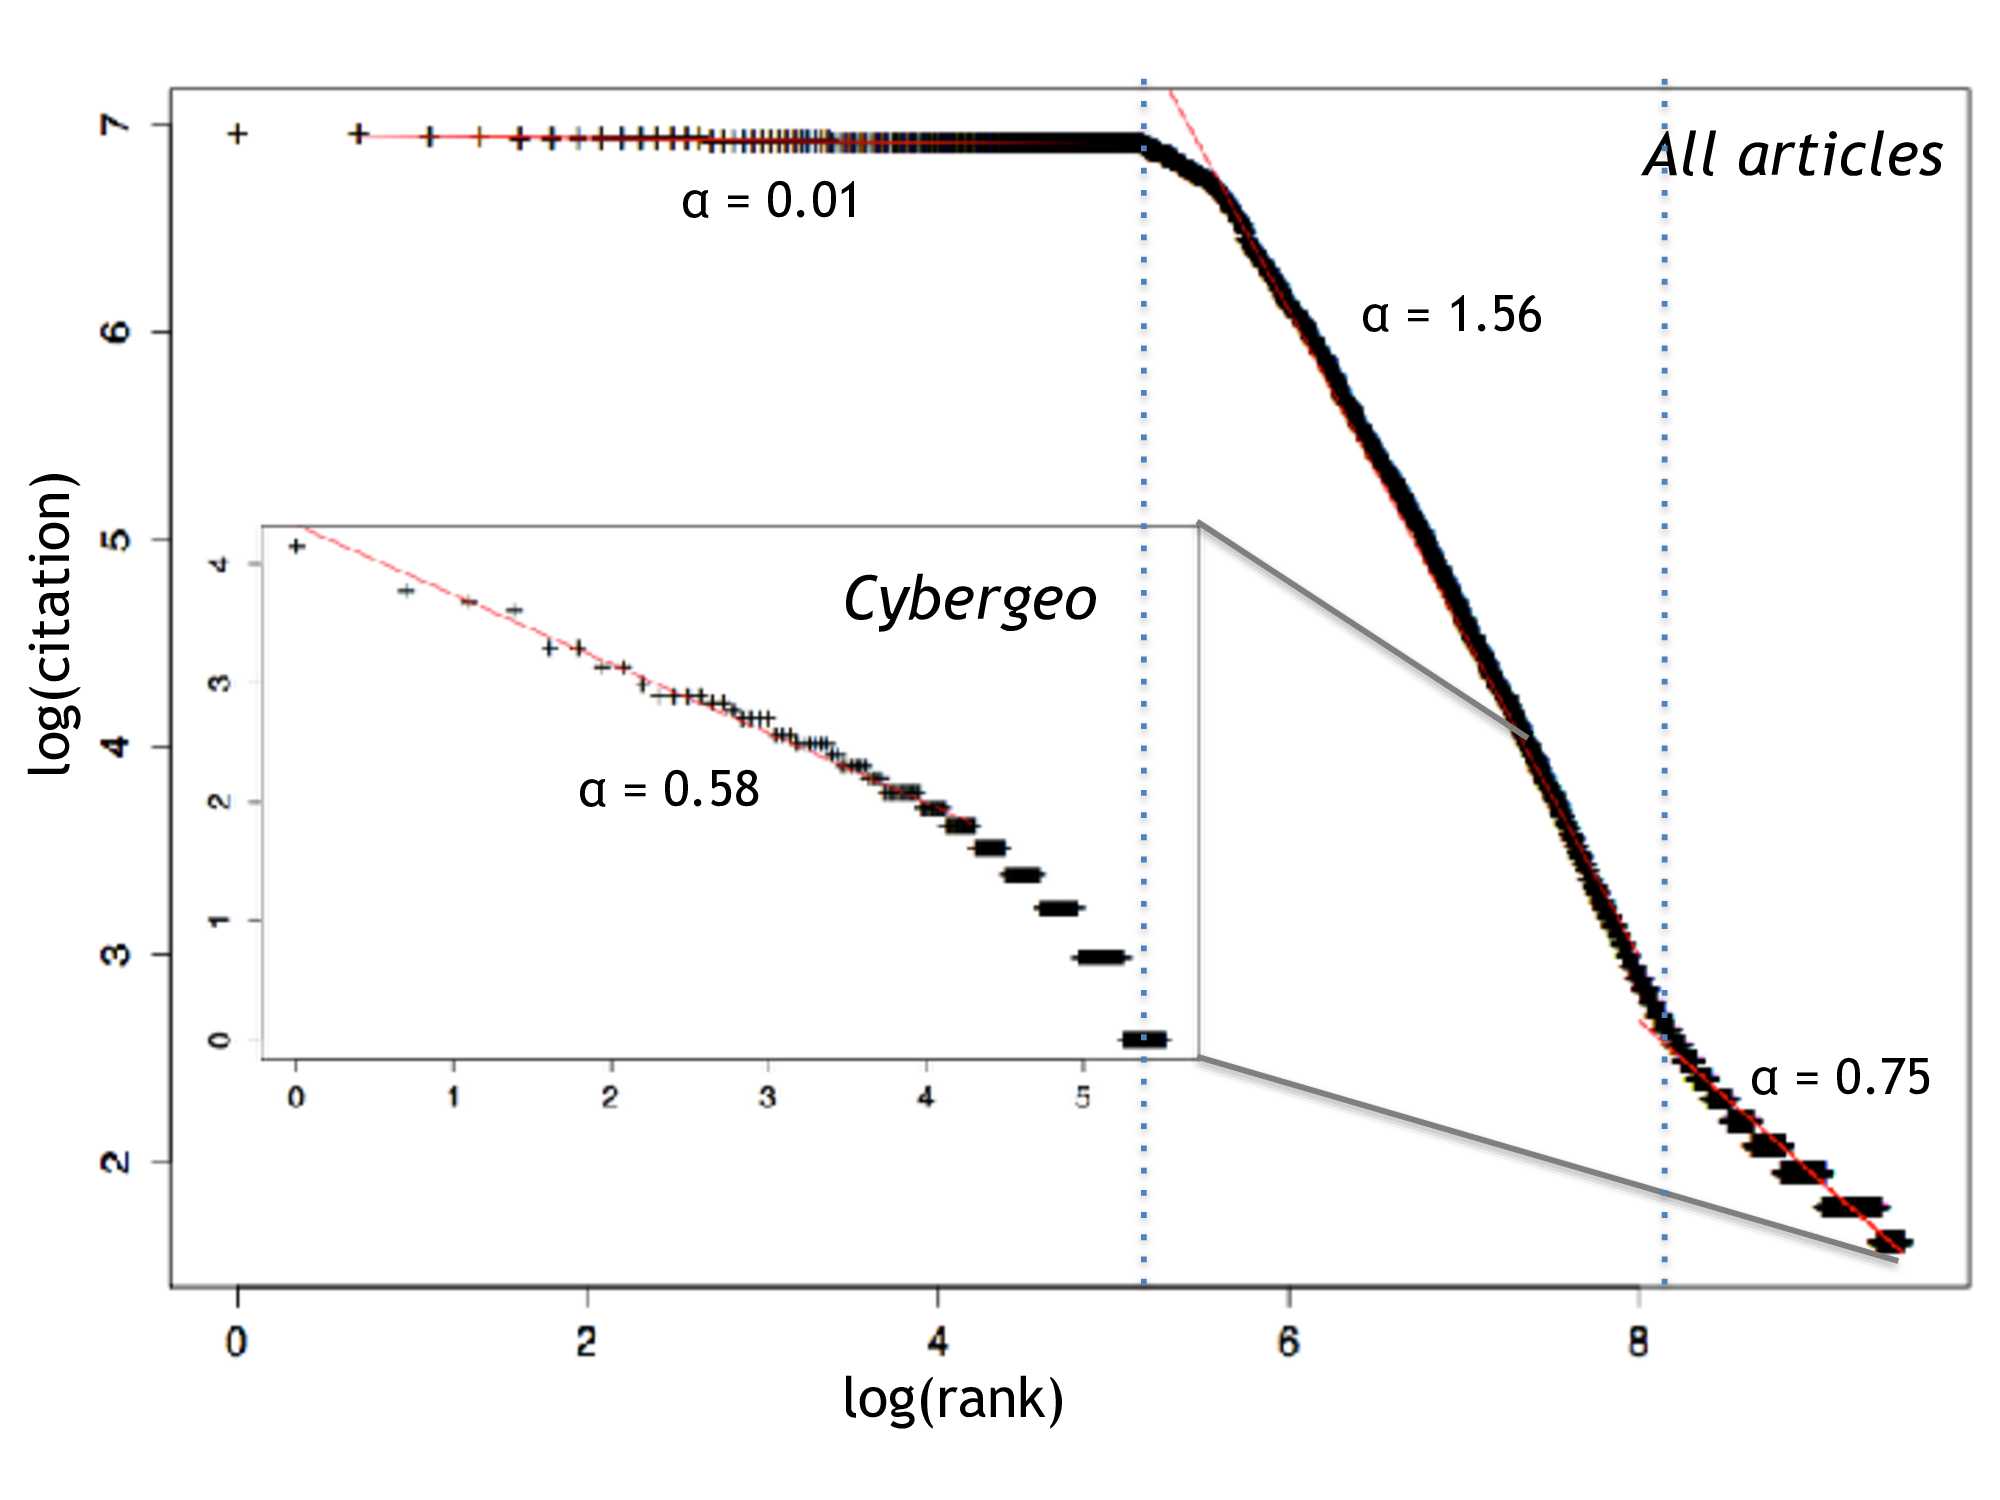 All articles
7
6
5
4
3
2
log(citation)
α = 0.01
α = 1.56
α = 0.75
Cybergeo
4
3
2
1
0
α = 0.58
0 1 2 3 4 5
0 2 4 6 8
log(rank)